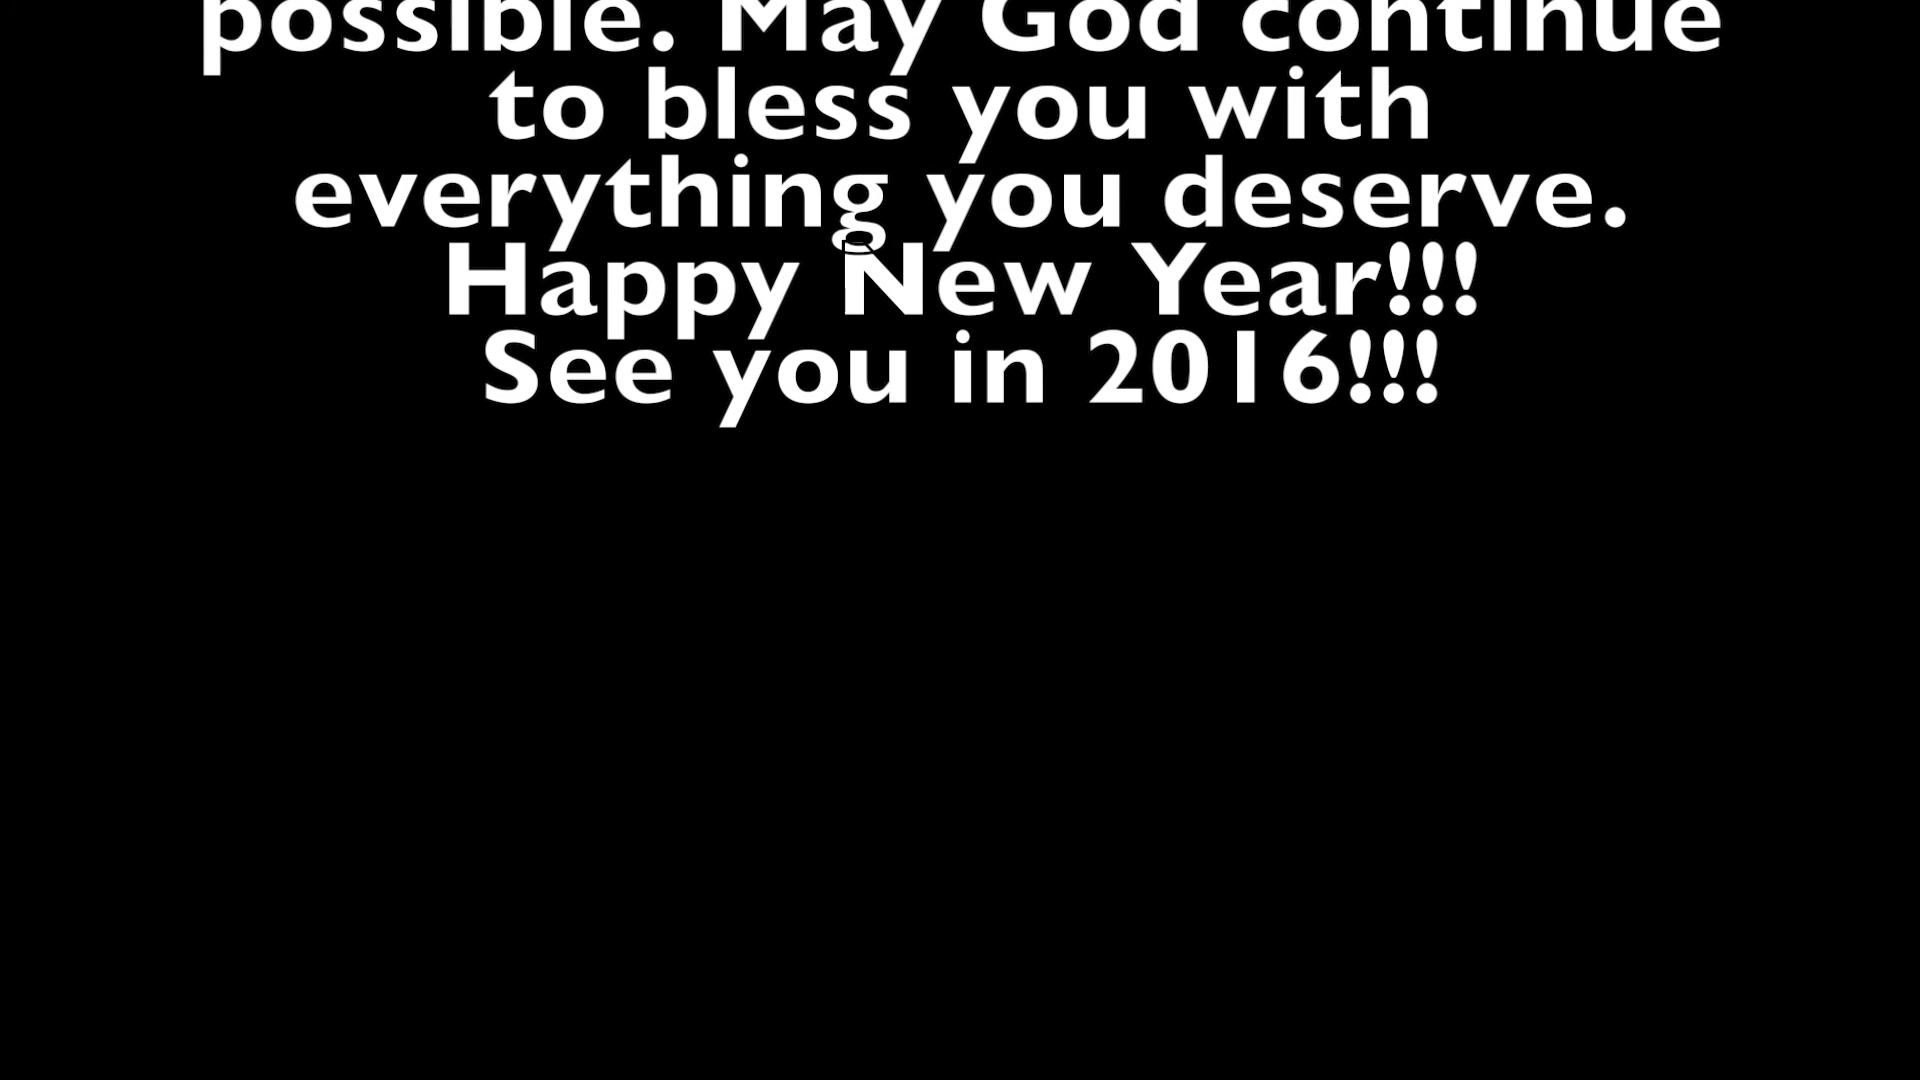 possible. May God continue
to bless you with
everything you deserve.
Happy New Year!!!
See you in 2016!!!